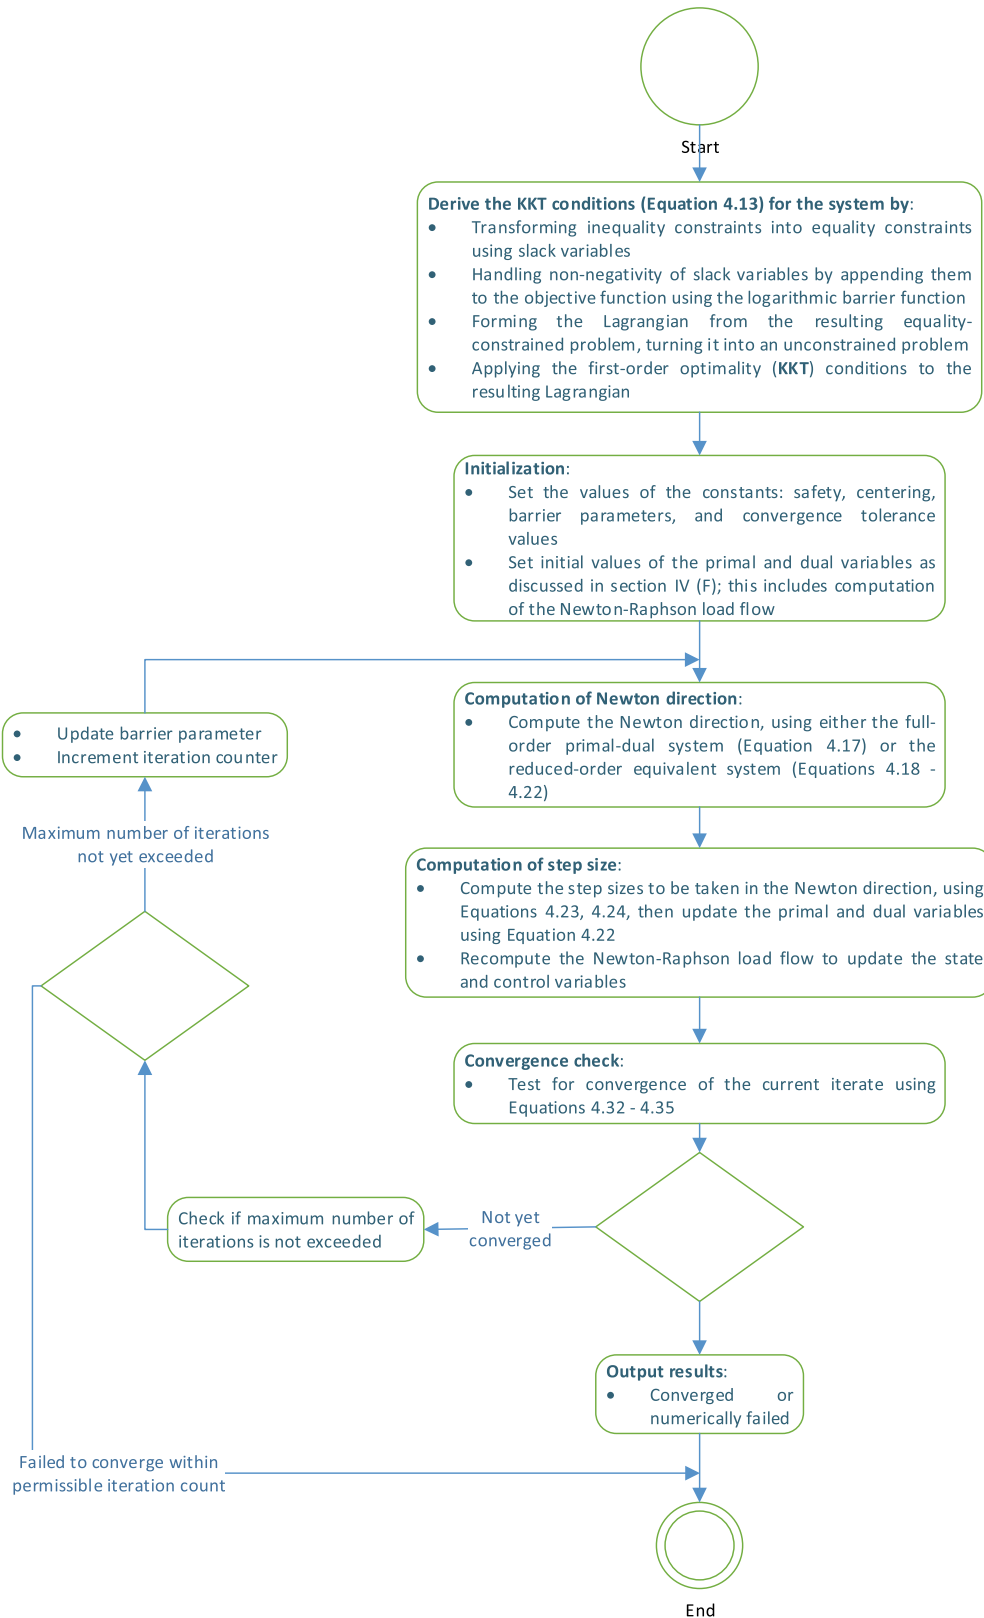 Start
Derive the KKT conditions (Equation 4.13) for the system by:
• Transforming inequality constraints into equality constraints
using slack variables
• Handling non-negativity of slack variables by appending them
to the objective function using the logarithmic barrier function
• Forming the Lagrangian from the resulting equality-
constrained problem, turning it into an unconstrained problem
• Applying the first-order optimality (KKT) conditions to the
resulting Lagrangian
Initialization:
• Set the values of the constants: safety, centering,
barrier parameters, and convergence tolerance
values
• Set initial values of the primal and dual variables as
discussed in section IV (F); this includes computation
of the Newton-Raphson load flow
Computation of Newton direction:
• Compute the Newton direction, using either the full-
order primal-dual system (Equation 4.17) or the
reduced-order equivalent system (Equations 4.18 -
4.22)
• Update barrier parameter
• Increment iteration counter
Maximum number of iterations
not yet exceeded
Computation of step size:
• Compute the step sizes to be taken in the Newton direction, using
Equations 4.23, 4.24, then update the primal and dual variables
using Equation 4.22
• Recompute the Newton-Raphson load flow to update the state
and control variables
Convergence check:
• Test for convergence of the current iterate using
Equations 4.32 - 4.35
Not yet
converged
Check if maximum number of
iterations is not exceeded
Output results:
• Converged or
numerically failed
Failed to converge within
permissible iteration count
End